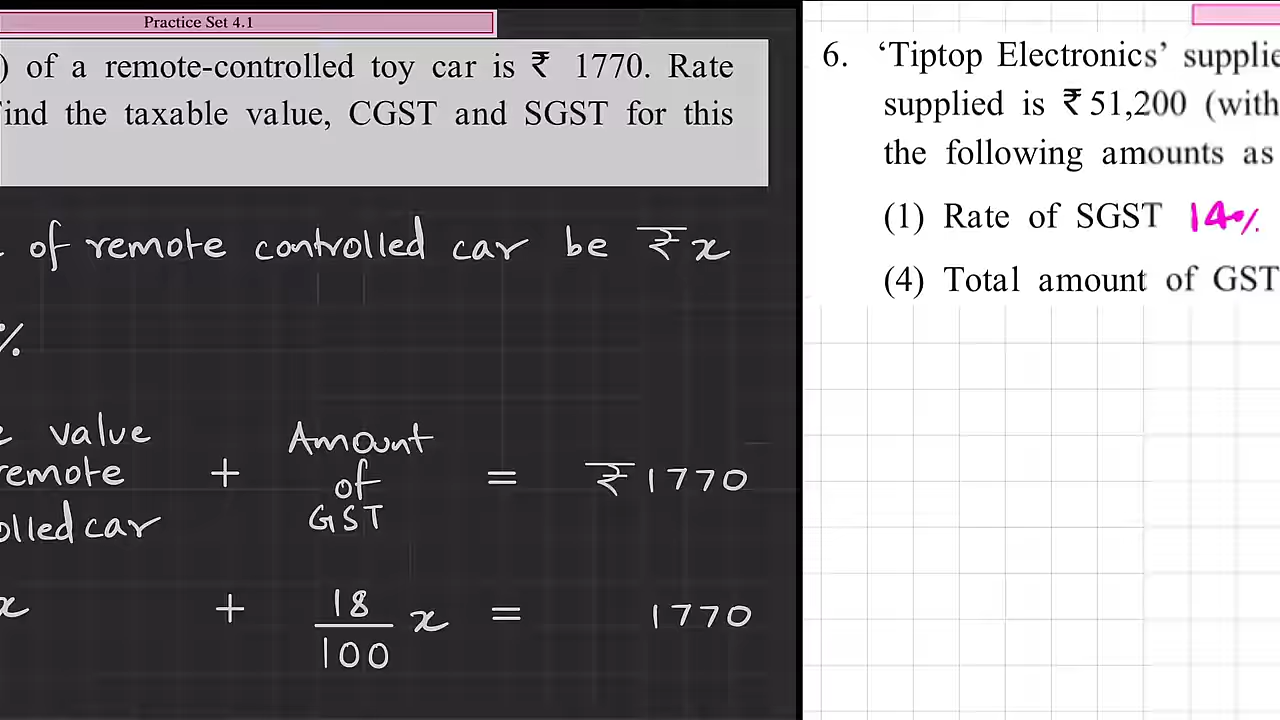 Practice Set 4.1
) of a remote-controlled toy car is ₹ 1770. Rate
ind the taxable value, CGST and SGST for this
of remote controlled car be ₹ x
%
value
remote
olled car
+
Amount
of
GST
= ₹ 1770
x + 18/100 x = 1770
6. ‘Tiptop Electronics’ supplie
supplied is ₹ 51,200 (with
the following amounts as
(1) Rate of SGST 14%
(4) Total amount of GST